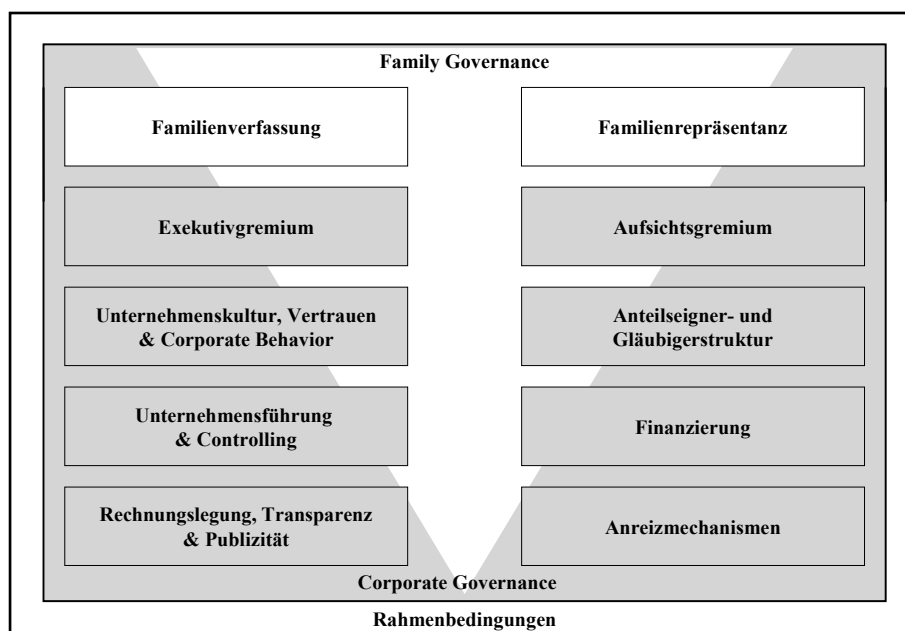 Family Governance
Familienverfassung
Familienrepräsentanz
Exekutivgremium
Aufsichtsgremium
Unternehmenskultur, Vertrauen
& Corporate Behavior
Anteilseigner- und
Gläubigerstruktur
Unternehmensführung
& Controlling
Finanzierung
Rechnungslegung, Transparenz
& Publizität
Anreizmechanismen
Corporate Governance
Rahmenbedingungen